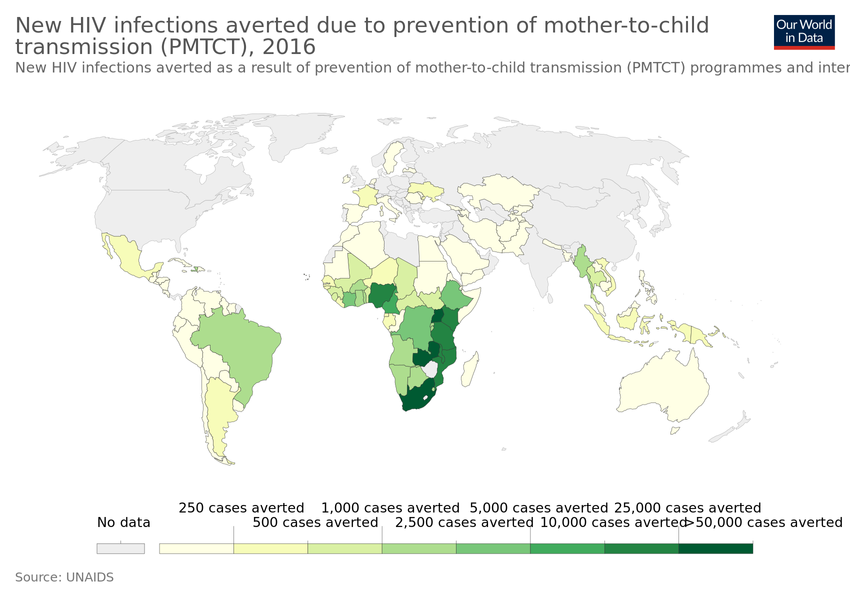 New HIV infections averted due to prevention of mother-to-child
transmission (PMTCT), 2016
Our World
in Data
New HIV infections averted as a result of prevention of mother-to-child transmission (PMTCT) programmes and inter
250 cases averted 1,000 cases averted 5,000 cases averted 25,000 cases averted
No data 500 cases averted 2,500 cases averted 10,000 cases averted >50,000 cases averted
Source: UNAIDS